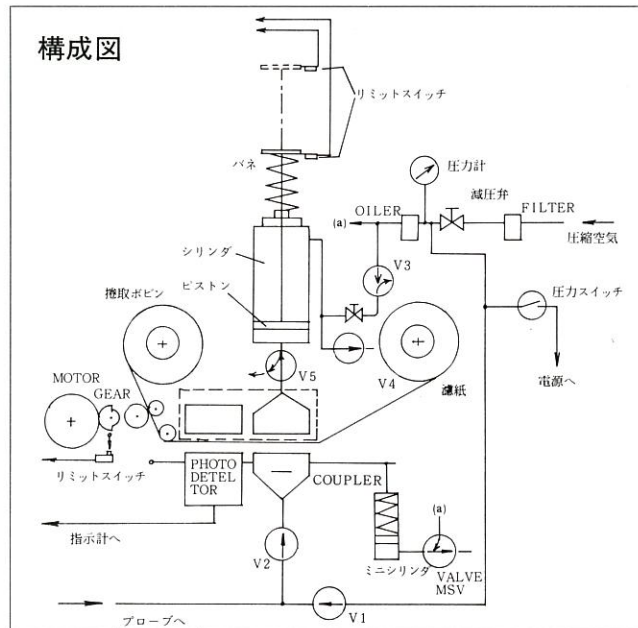 構成図
リミットスイッチ
バネ
圧力計
減圧弁
(a)
OILER
FILTER
圧縮空気
シリンダ
V3
捲取ボビン
ピストン
圧力スイッチ
V5
V4
濾紙
電源へ
MOTOR
GEAR
リミットスイッチ
PHOTO
DETEL
TOR
COUPLER
(a)
指示計へ
V2
ミニシリンダ
VALVE
MSV
プローブへ
V1